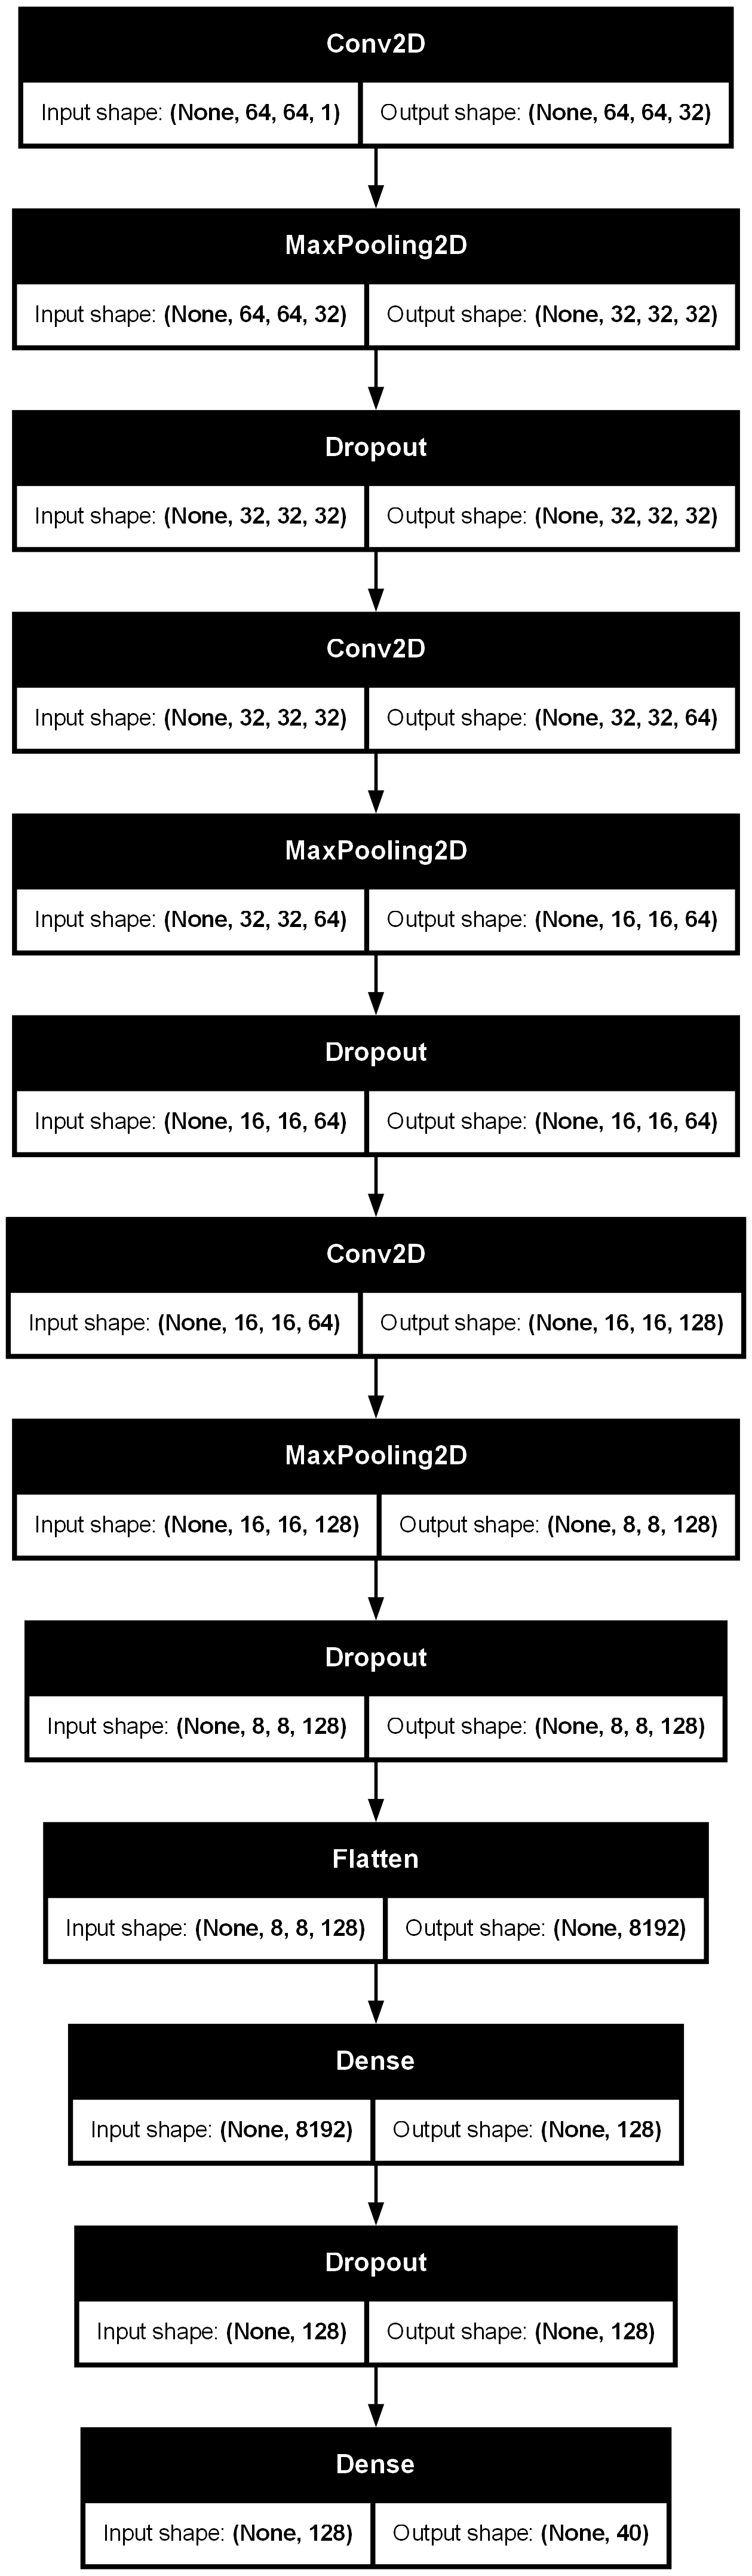 Conv2D
Input shape: (None, 64, 64, 1) Output shape: (None, 64, 64, 32)
MaxPooling2D
Input shape: (None, 64, 64, 32) Output shape: (None, 32, 32, 32)
Dropout
Input shape: (None, 32, 32, 32) Output shape: (None, 32, 32, 32)
Conv2D
Input shape: (None, 32, 32, 32) Output shape: (None, 32, 32, 64)
MaxPooling2D
Input shape: (None, 32, 32, 64) Output shape: (None, 16, 16, 64)
Dropout
Input shape: (None, 16, 16, 64) Output shape: (None, 16, 16, 64)
Conv2D
Input shape: (None, 16, 16, 64) Output shape: (None, 16, 16, 128)
MaxPooling2D
Input shape: (None, 16, 16, 128) Output shape: (None, 8, 8, 128)
Dropout
Input shape: (None, 8, 8, 128) Output shape: (None, 8, 8, 128)
Flatten
Input shape: (None, 8, 8, 128) Output shape: (None, 8192)
Dense
Input shape: (None, 8192) Output shape: (None, 128)
Dropout
Input shape: (None, 128) Output shape: (None, 128)
Dense
Input shape: (None, 128) Output shape: (None, 40)